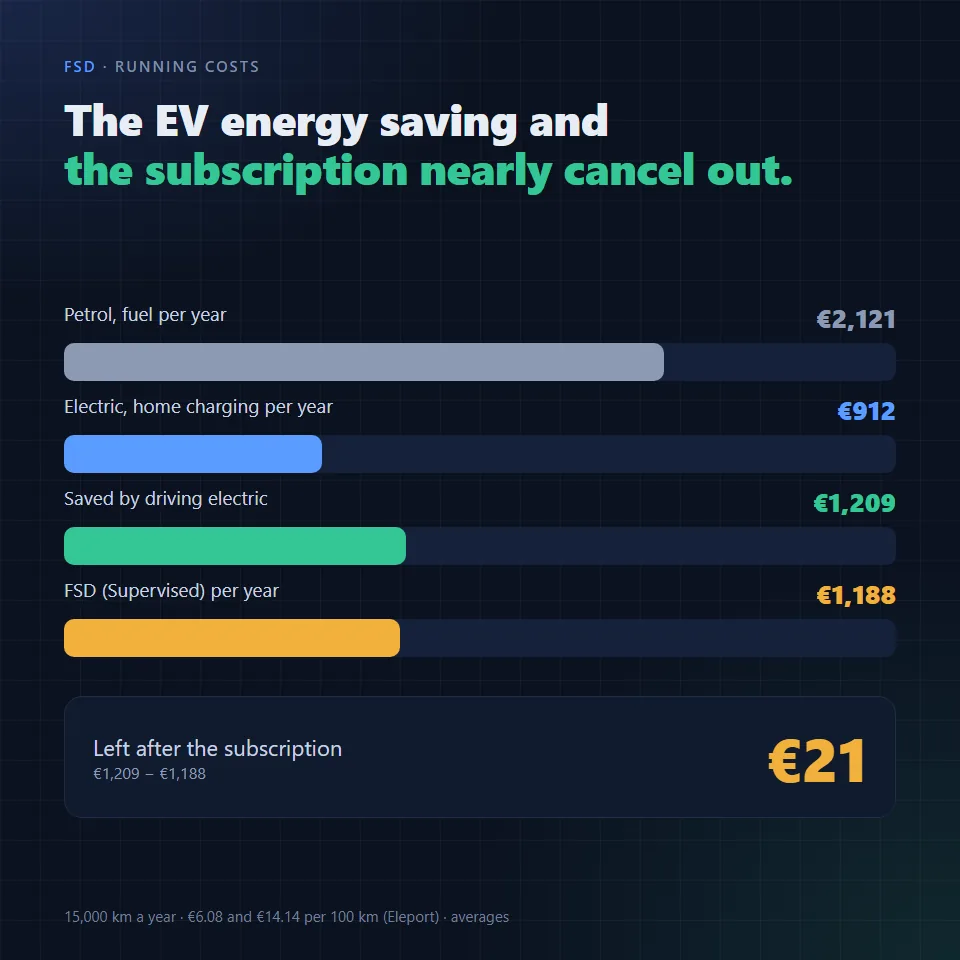 FSD · RUNNING COSTS
The EV energy saving and
the subscription nearly cancel out.
Petrol, fuel per year
€2,121
Electric, home charging per year
€912
Saved by driving electric
€1,209
FSD (Supervised) per year
€1,188
Left after the subscription
€1,209 − €1,188
€21
15,000 km a year · €6.08 and €14.14 per 100 km (Eleport) · averages